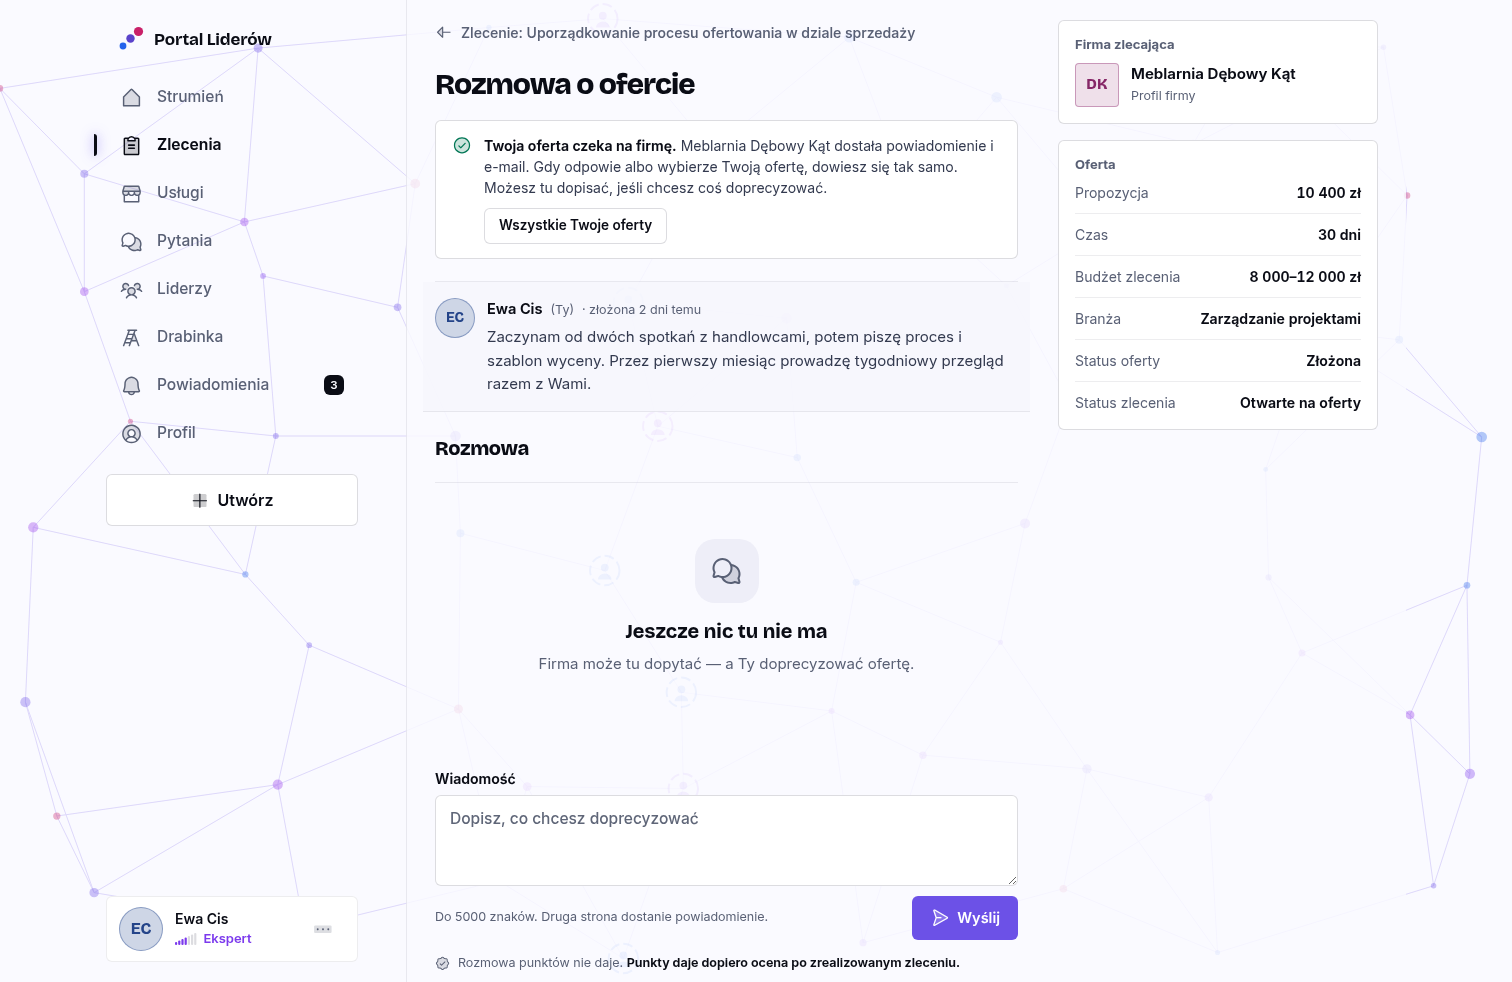 Portal Liderów
Strumień
Zlecenia
Usługi
Pytania
Liderzy
Drabinka
Powiadomienia
3
Profil
Utwórz
EC
Ewa Cis
Ekspert
Zlecenie: Uporządkowanie procesu ofertowania w dziale sprzedaży
Rozmowa o ofercie
Twoja oferta czeka na firmę. Meblarnia Dębowy Kąt dostała powiadomienie i
e-mail. Gdy odpowie albo wybierze Twoją ofertę, dowiesz się tak samo.
Możesz tu dopisać, jeśli chcesz coś doprecyzować.
Wszystkie Twoje oferty
EC
Ewa Cis (Ty) · złożona 2 dni temu
Zaczynam od dwóch spotkań z handlowcami, potem piszę proces i
szablon wyceny. Przez pierwszy miesiąc prowadzę tygodniowy przegląd
razem z Wami.
Rozmowa
Jeszcze nic tu nie ma
Firma może tu dopytać — a Ty doprecyzować ofertę.
Wiadomość
Dopisz, co chcesz doprecyzować
Do 5000 znaków. Druga strona dostanie powiadomienie.
Wyślij
Rozmowa punktów nie daje. Punkty daje dopiero ocena po zrealizowanym zleceniu.
Firma zlecająca
DK
Meblarnia Dębowy Kąt
Profil firmy
Oferta
Propozycja 10 400 zł
Czas 30 dni
Budżet zlecenia 8 000–12 000 zł
Branża Zarządzanie projektami
Status oferty Złożona
Status zlecenia Otwarte na oferty